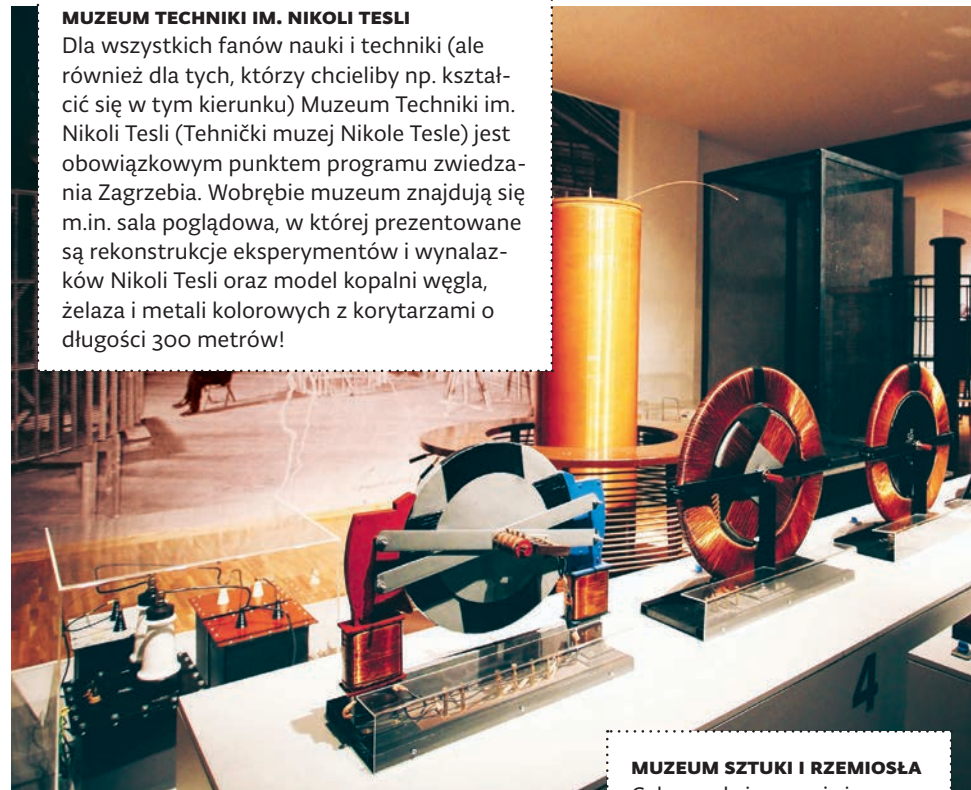 MUZEUM TECHNIKI IM. NIKOLI TESLI
Dla wszystkich fanów nauki i techniki (ale
również dla tych, którzy chcieliby np. kształ-
cić się w tym kierunku) Muzeum Techniki im.
Nikoli Tesli (Tehnički muzej Nikole Tesle) jest
obowiązkowym punktem programu zwiedza-
nia Zagrzebia. Wobrębie muzeum znajdują się
m.in. sala poglądowa, w której prezentowane
są rekonstrukcje eksperymentów i wynalaz-
ków Nikoli Tesli oraz model kopalni węgla,
żelaza i metali kolorowych z korytarzami o
długości 300 metrów!
4
MUZEUM SZTUKI I RZEMIOSŁA